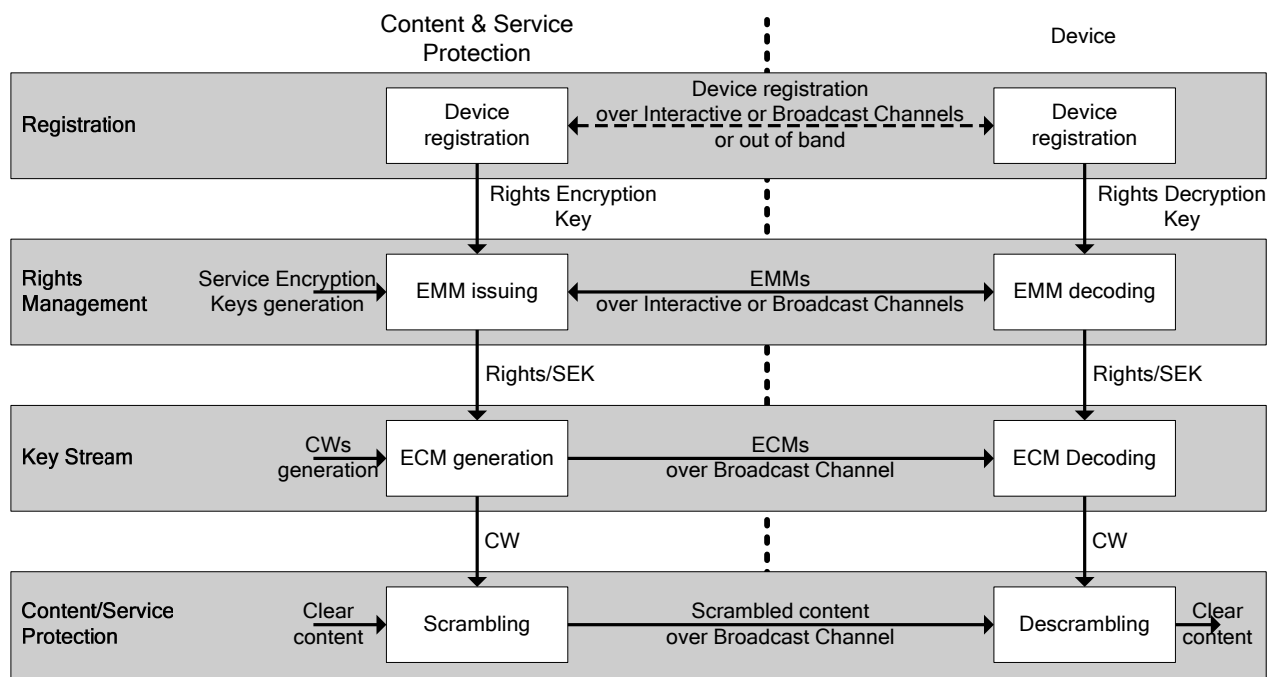 Content & Service
Protection
Device
Registration
Device
registration
Device registration
over Interactive or Broadcast Channels
or out of band
Device
registration
Rights Encryption
Key
Rights Decryption
Key
Rights
Management
Service Encryption
Keys generation
EMM issuing
EMMs
over Interactive or Broadcast Channels
EMM decoding
Rights/SEK
Rights/SEK
Key Stream
CWs
generation
ECM generation
ECMs
over Broadcast Channel
ECM Decoding
CW
CW
Content/Service
Protection
Clear
content
Scrambling
Scrambled content
over Broadcast Channel
Descrambling
Clear
content